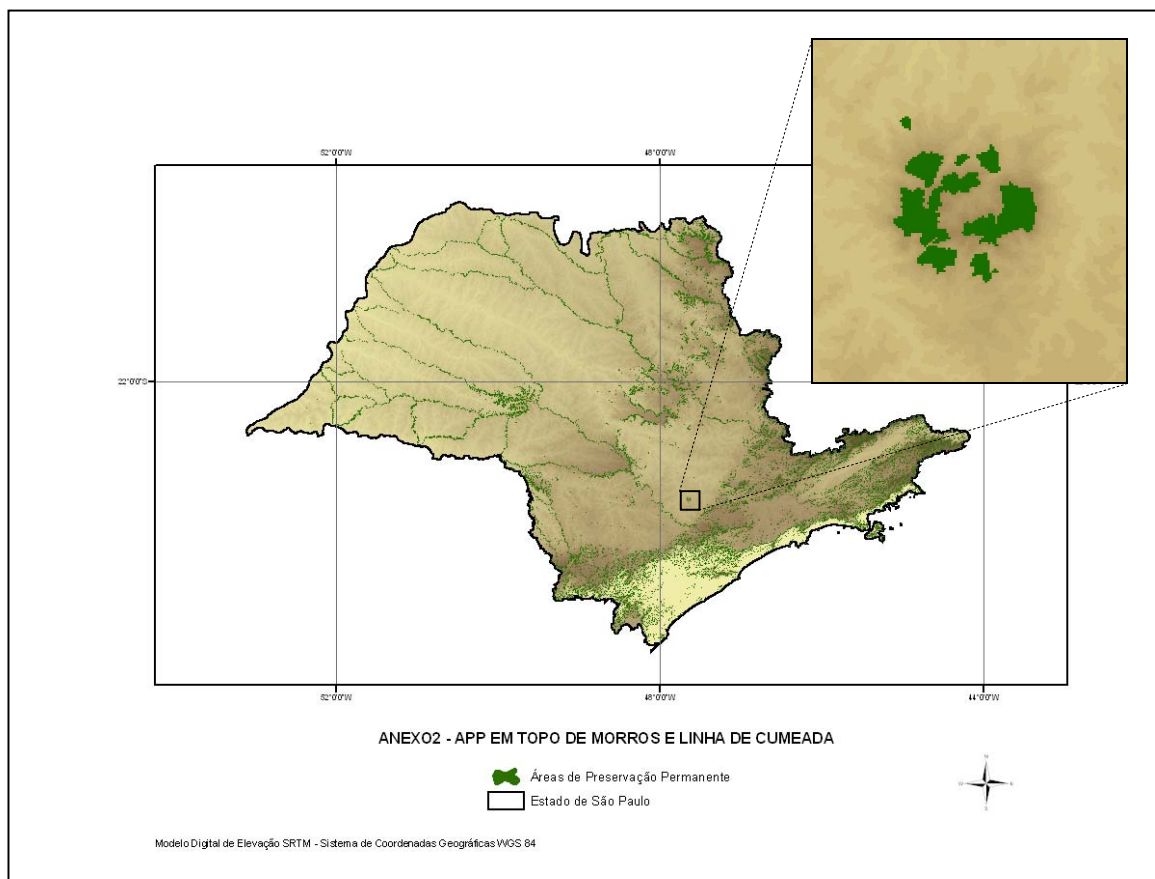 52°0'0"W 48°0'0"W
22°0'0"S
52°0'0"W 48°0'0"W 44°0'0"W
ANEXO2 - APP EM TOPO DE MORROS E LINHA DE CUMEADA
Áreas de Preservação Permanente
Estado de São Paulo
N
W E
S
Modelo Digital de Elevação SRTM - Sistema de Coordenadas Geográficas WGS 84